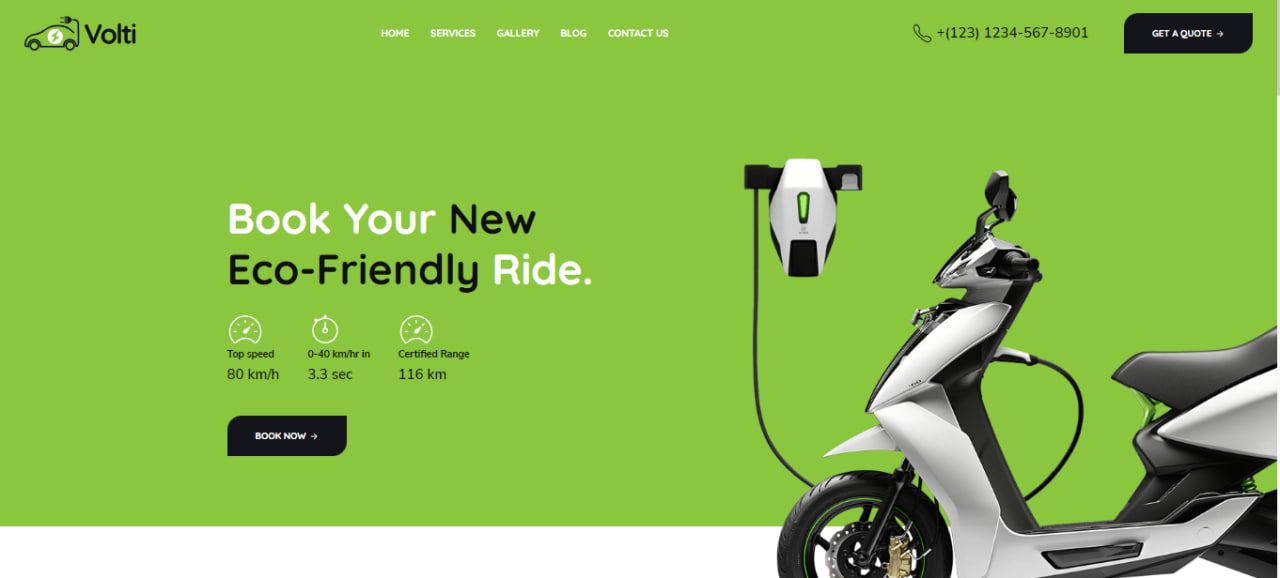 Volti
HOME SERVICES GALLERY BLOG CONTACT US
+(123) 1234-567-8901
GET A QUOTE →
Book Your New
Eco-Friendly Ride.
Top speed 0-40 km/hr in Certified Range
80 km/h 3.3 sec 116 km
BOOK NOW →